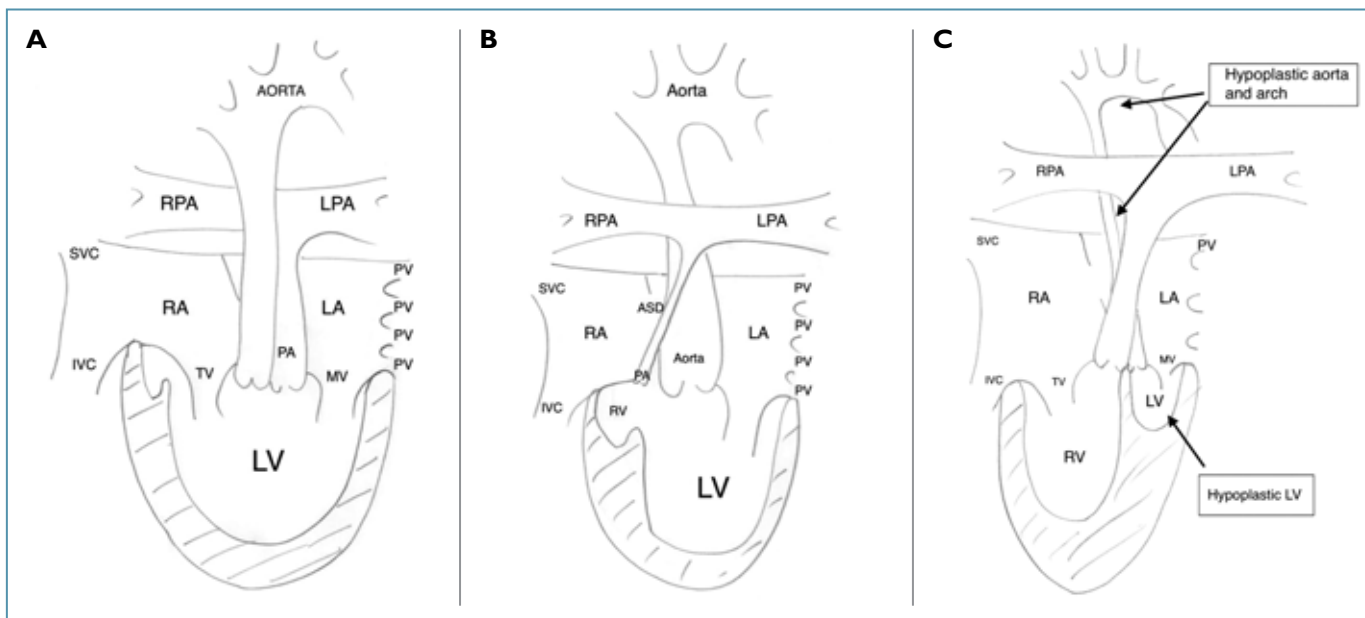 A
AORTA
RPA
LPA
SVC
PV
RA
LA
PV
PV
PA
IVC
TV
MV
PV
LV
B
Aorta
RPA
LPA
SVC
PV
ASD
RA
LA
PV
Aorta
PV
PA
PV
IVC
RV
LV
C
Hypoplastic aorta
and arch
RPA
LPA
SVC
PV
RA
LA
MV
IVC
TV
LV
RV
Hypoplastic LV